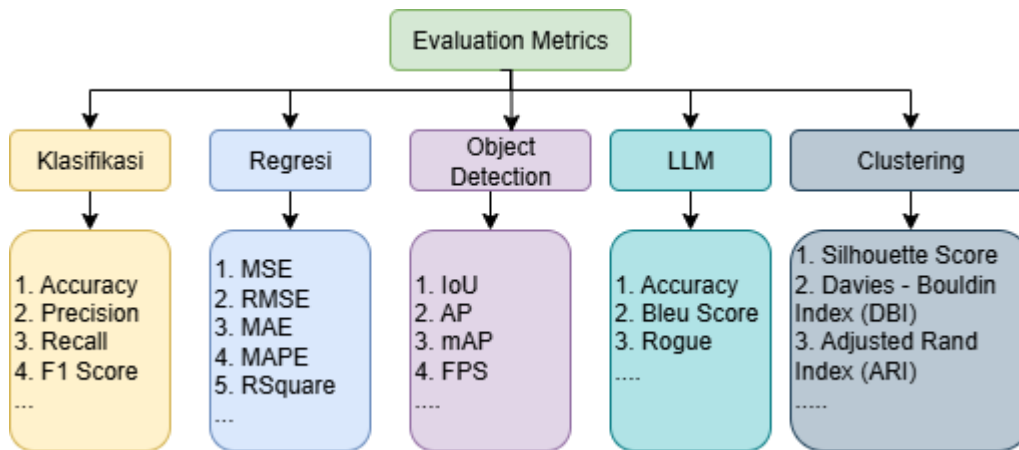 Evaluation Metrics
Klasifikasi
Regresi
Object
Detection
LLM
Clustering
1. Accuracy
2. Precision
3. Recall
4. F1 Score
...
1. MSE
2. RMSE
3. MAE
4. MAPE
5. RSquare
...
1. IoU
2. AP
3. mAP
4. FPS
....
1. Accuracy
2. Bleu Score
3. Rogue
....
1. Silhouette Score
2. Davies - Bouldin
Index (DBI)
3. Adjusted Rand
Index (ARI)
.....